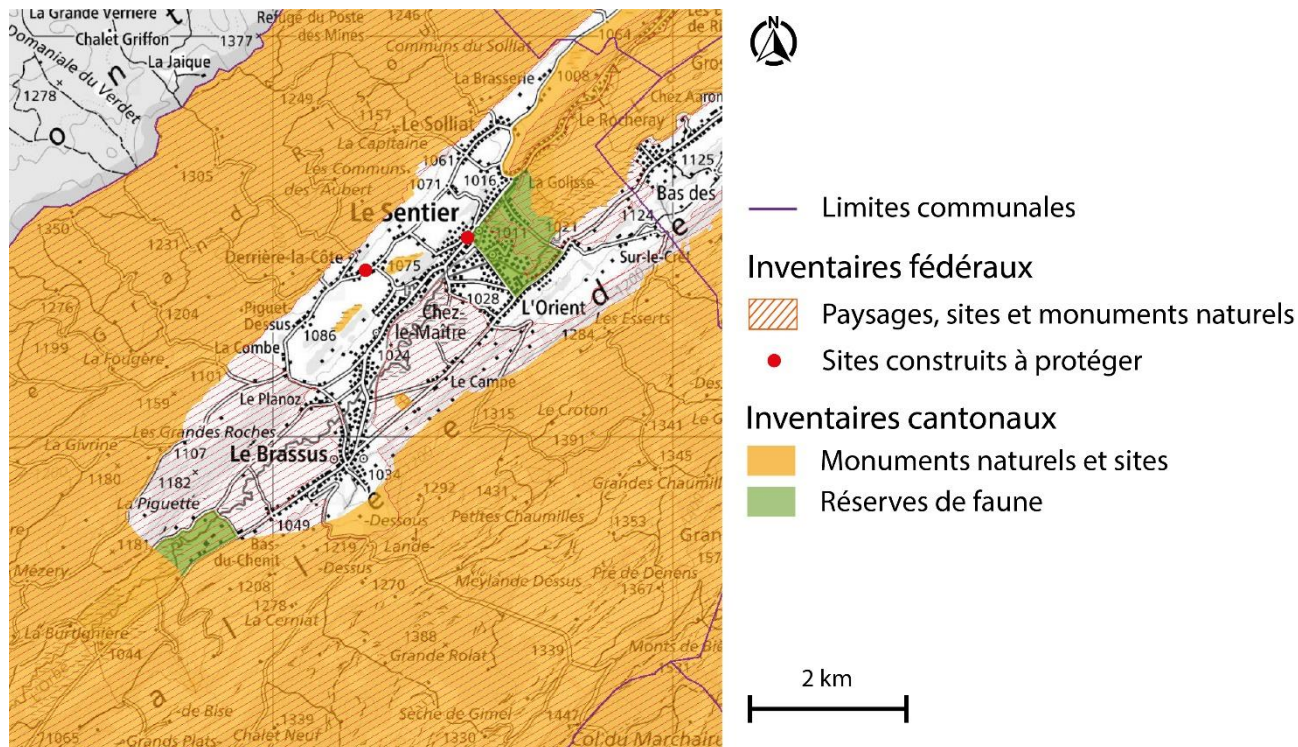 La Grande Verrière
Refuge du Poste
des Mines
1246
Chalet Griffon
1377
Communs du Solliat
1064
La Jaique
Domaniale du Verdet
La Brasserie
1008
1278
1249
Chez Aaron
1157
Le Solliat
Le Rocheray
La Capitaine
1305
Les Communs
des Aubert
1061
1071
1016
La Golisse
1125
Bas des
1350
Le Sentier
1124
1231
1011
1021
Derrière-la-Côte
1075
Sur-le-Crêt
1276
1204
Piguet-
Dessus
1028
L'Orient
1200
Chez-
le-Maître
Les Esserts
1199
La Fougère
1086
1284
La Combe
1024
1101
Le Campe
1159
Le Planoz
1315
Le Croton
La Givrine
Les Grandes Roches
1391
1341
1107
Le Brassus
1345
1180
1182
1034
Grandes Chaumilles
La Piguette
1292
1431
-Dessous
Petites Chaumilles
1353
1049
1181
Bas-
du-Chenit
1219
Lande-
-Dessus
Mézery
1208
1270
Meylande Dessus
Pré de Denens
1367
1278
La Cerniat
La Burtignière
1388
1044
Grande Rolat
1339
-de Bise
Sèche de Gimel
1339
1447
1065
Grands Plats-
Chalet Neuf
1330
Col du Marchairu
N
Limites communales
Inventaires fédéraux
Paysages, sites et monuments naturels
Sites construits à protéger
Inventaires cantonaux
Monuments naturels et sites
Réserves de faune
2 km